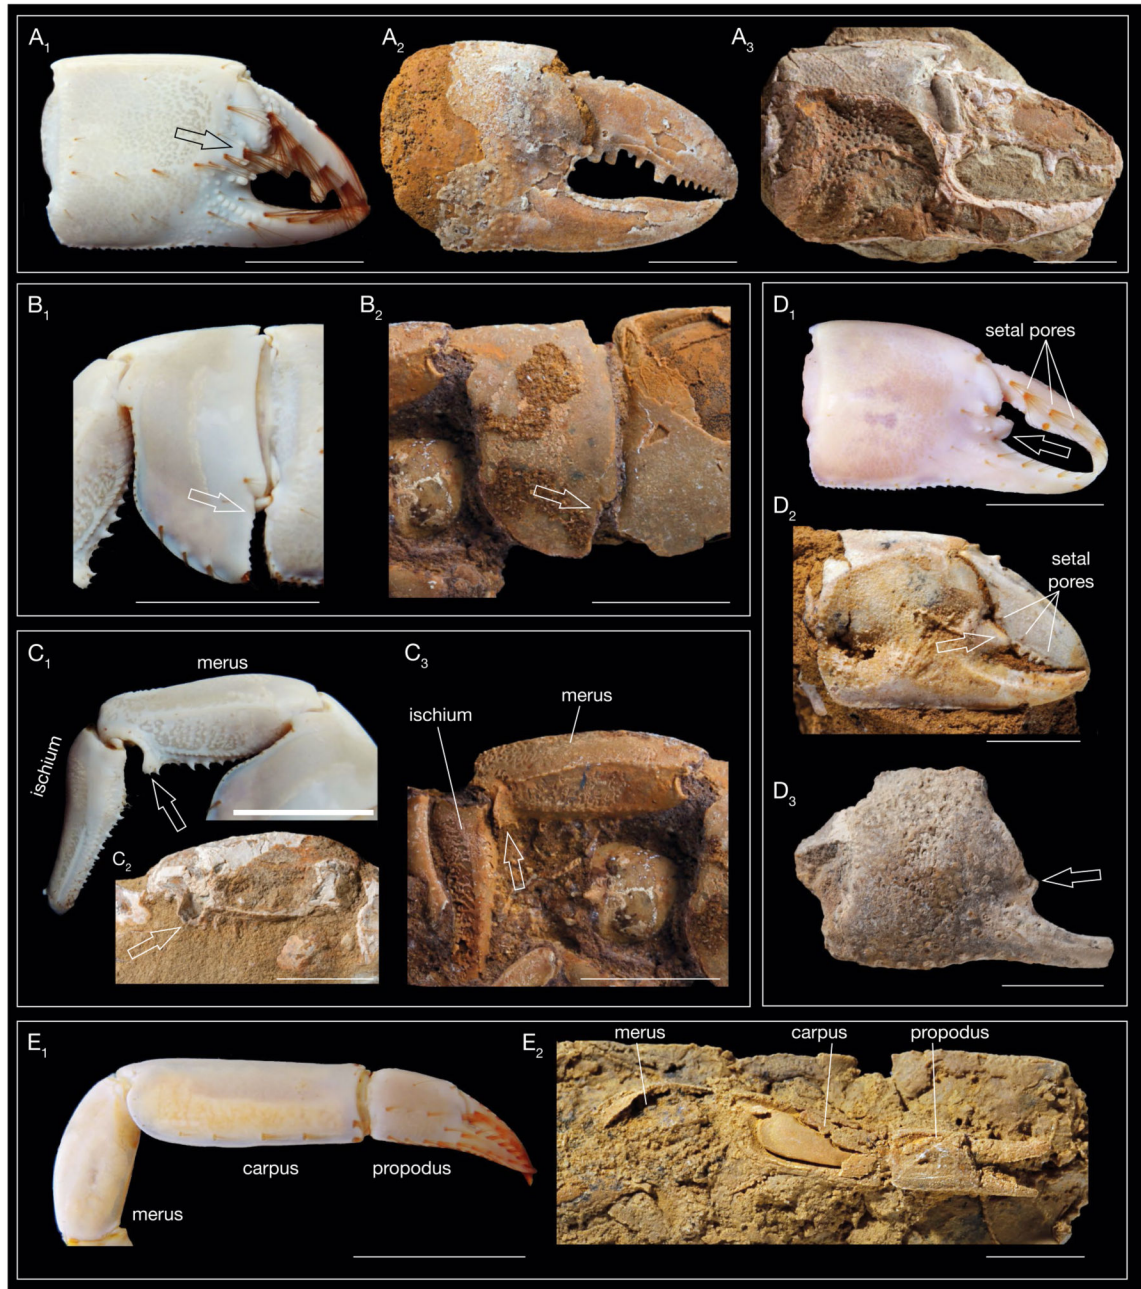 A1
A2
A3
B1
B2
D1
setal pores
D2
setal
pores
C1
merus
ischium
C2
C3
merus
ischium
D3
E1
carpus
propodus
merus
E2
merus
carpus
propodus